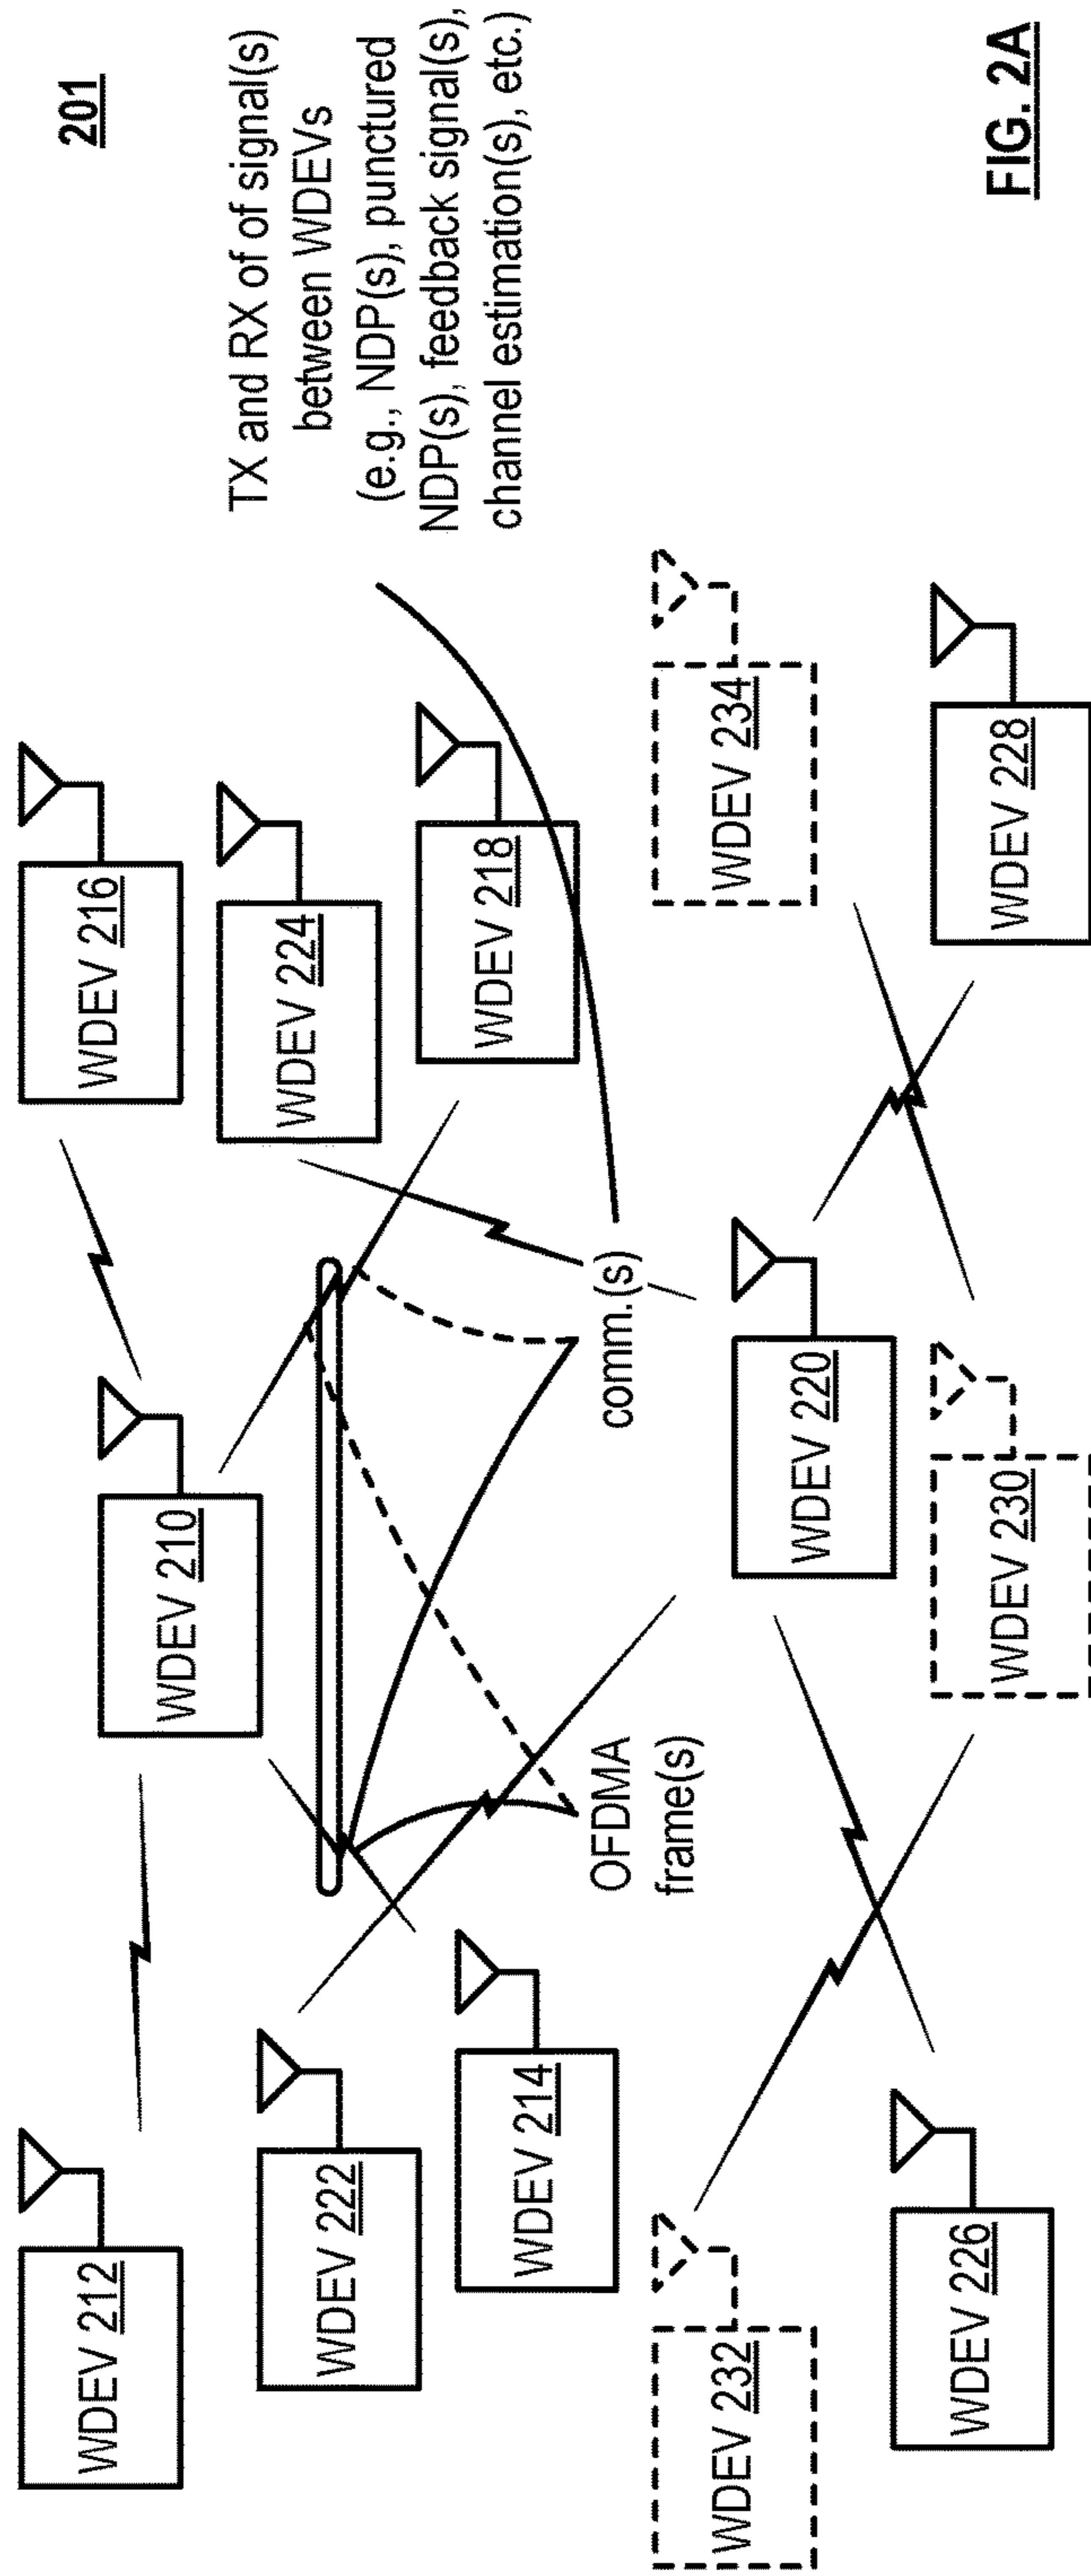 201
TX and RX of of signal(s)
between WDEVs
(e.g., NDP(s), punctured
NDP(s), feedback signal(s),
channel estimation(s), etc.)
WDEV 212
WDEV 210
WDEV 216
WDEV 222
WDEV 224
WDEV 214
WDEV 218
OFDMA
frame(s)
comm.(s)
WDEV 232
WDEV 220
WDEV 234
WDEV 226
WDEV 230
WDEV 228
FIG. 2A